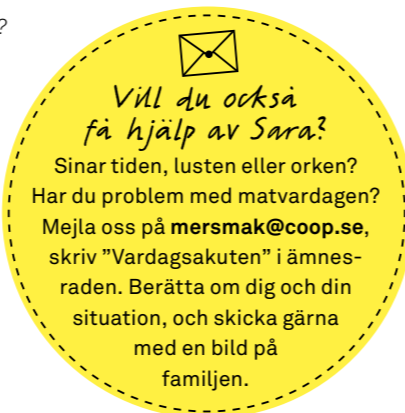 ?
Vill du också
få hjälp av Sara?
Sinar tiden, lusten eller orken?
Har du problem med matvardagen?
Mejla oss på mersmak@coop.se,
skriv ”Vardagsakuten” i ämnes-
raden. Berätta om dig och din
situation, och skicka gärna
med en bild på
familjen.